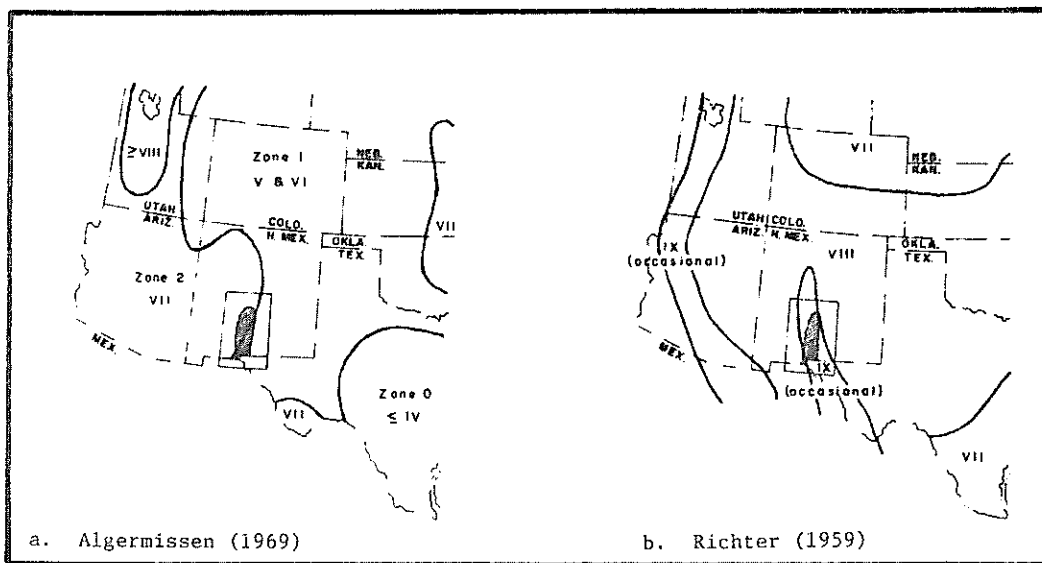 ≥VIII
Zone 1
V & VI
NEB.
KAN.
VII
UTAH
ARIZ.
COLO.
N. MEX.
OKLA.
TEX.
Zone 2
VII
MEX.
VII
Zone 0
≤ IV
a. Algermissen (1969)
VII
NEB.
KAN.
UTAH
ARIZ.
COLO.
N. MEX.
OKLA.
TEX.
IX
(occasional)
VIII
MEX.
IX
(occasional)
VII
b. Richter (1959)